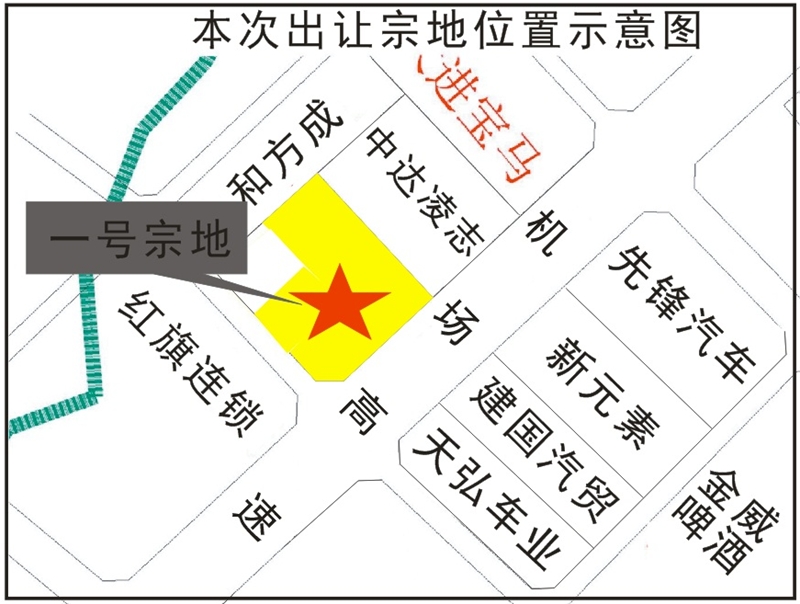 本次出让宗地位置示意图
进宝马
和方成
中达凌志
一号宗地
机场高速
先锋汽车
红旗连锁
新元素
建国汽贸
天弘车业
金威
啤酒